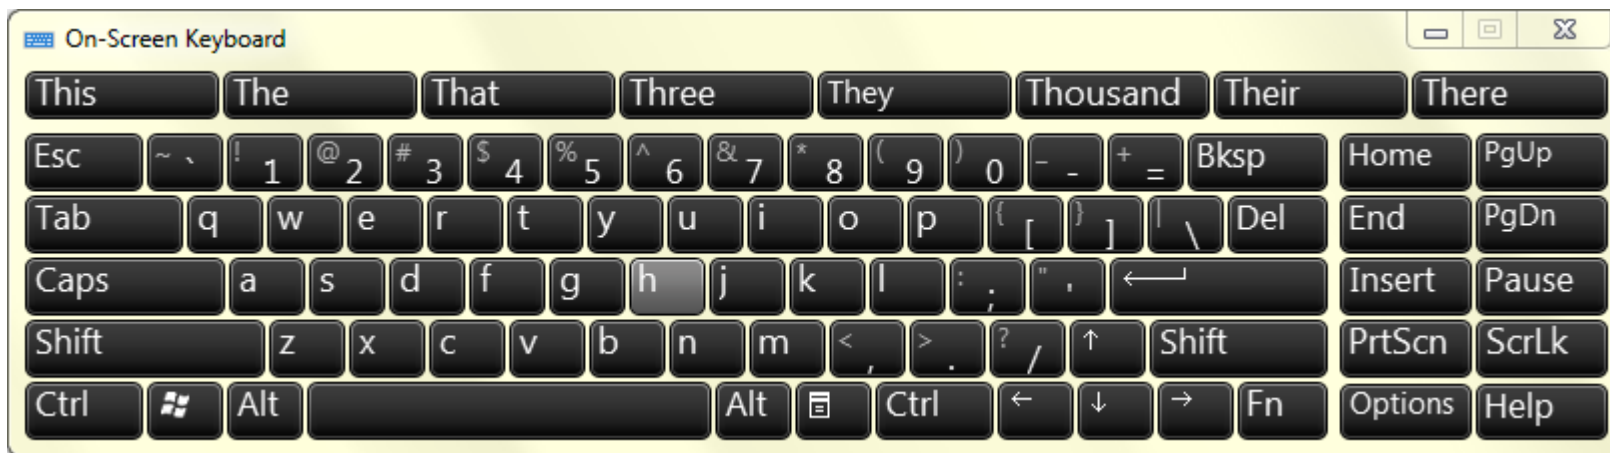 On-Screen Keyboard
This The That Three They Thousand Their There
Esc ~ ` ! 1 @ 2 # 3 $ 4 % 5 ^ 6 & 7 * 8 ( 9 ) 0 _ - + = Bksp Home PgUp
Tab q w e r t y u i o p { [ } ] | \ Del End PgDn
Caps a s d f g h j k l : ; " ' Insert Pause
Shift z x c v b n m < , > . ? / ↑ Shift PrtScn ScrLk
Ctrl Alt Alt Ctrl ← ↓ → Fn Options Help